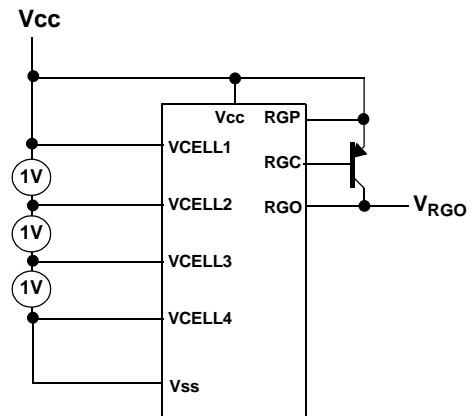 Vcc
Vcc
RGP
VCELL1
RGC
1V
VCELL2
RGO
VRGO
1V
VCELL3
1V
VCELL4
Vss